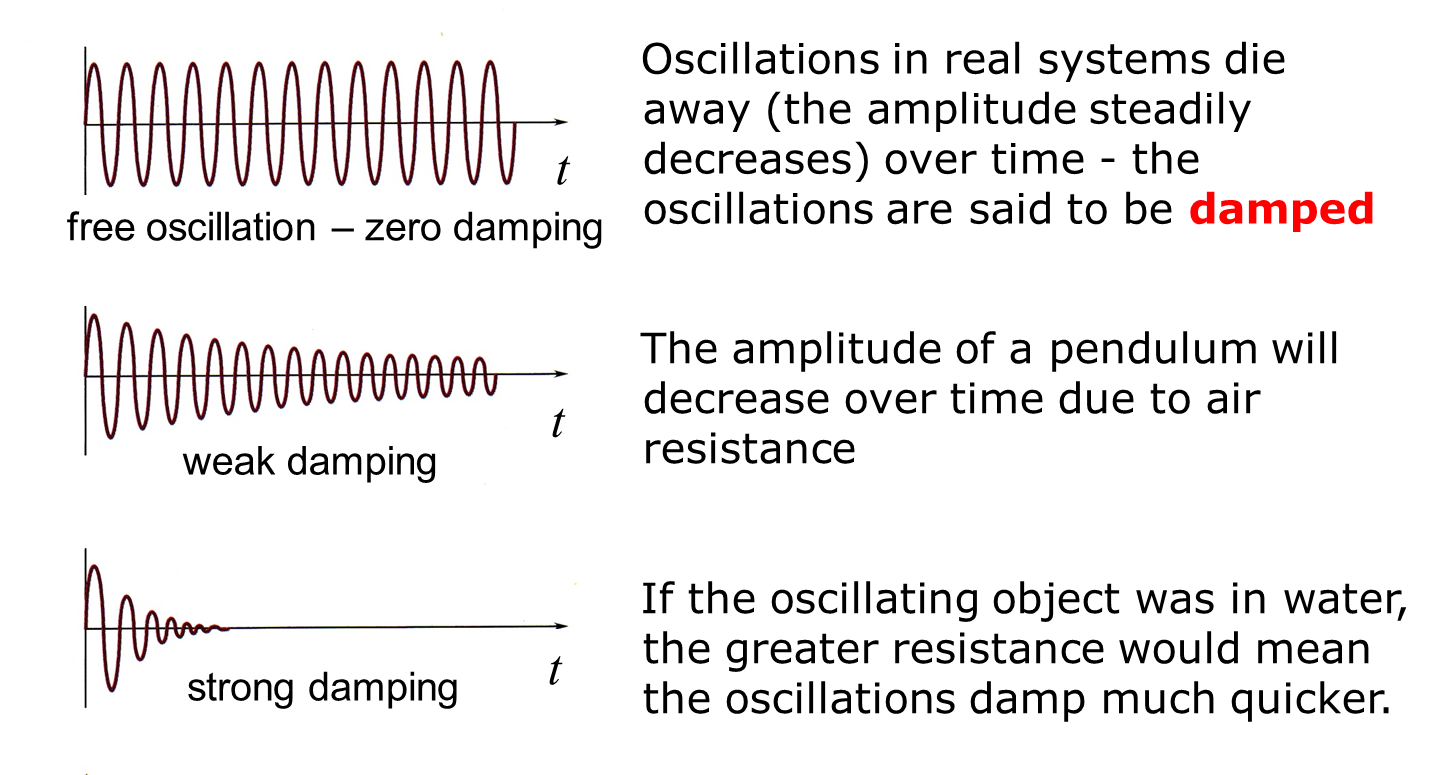 Oscillations in real systems die
away (the amplitude steadily
decreases) over time - the
oscillations are said to be damped
t
free oscillation – zero damping
The amplitude of a pendulum will
decrease over time due to air
resistance
t
weak damping
If the oscillating object was in water,
the greater resistance would mean
the oscillations damp much quicker.
t
strong damping